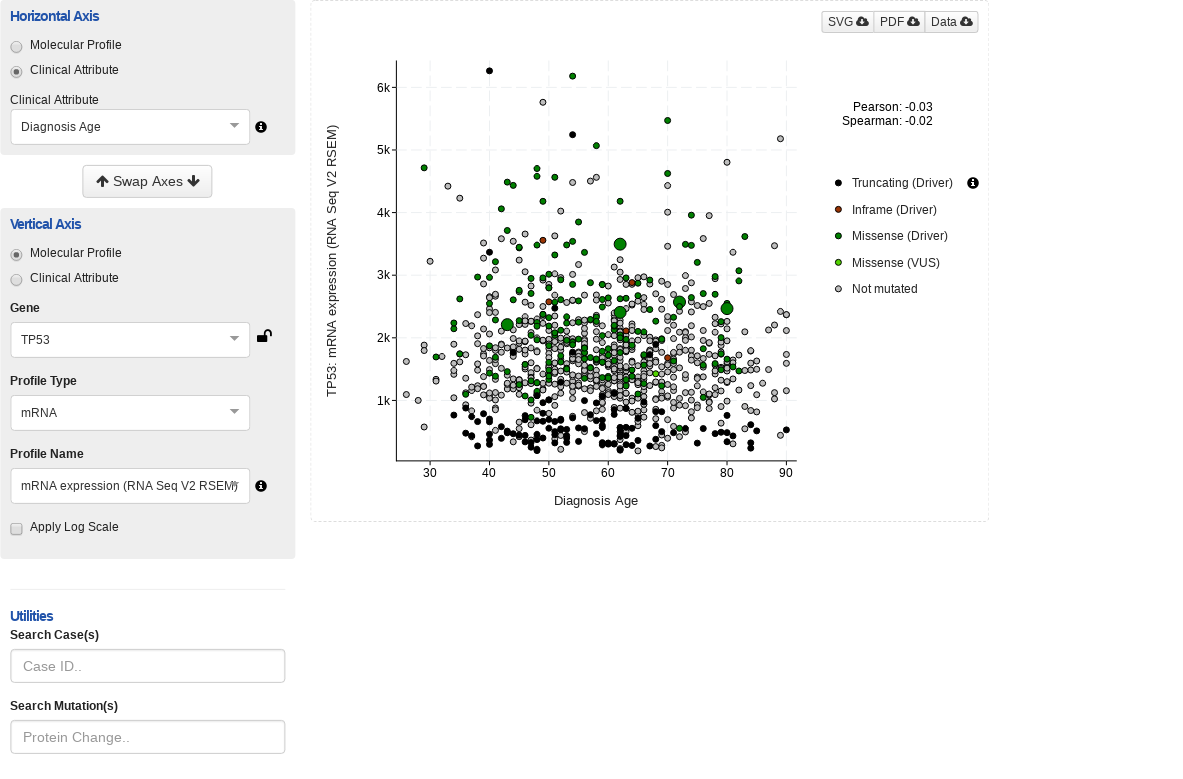 Horizontal Axis
Molecular Profile
Clinical Attribute
Clinical Attribute
Diagnosis Age
Swap Axes
Vertical Axis
Molecular Profile
Clinical Attribute
Gene
TP53
Profile Type
mRNA
Profile Name
mRNA expression (RNA Seq V2 RSEM)
Apply Log Scale
Utilities
Search Case(s)
Case ID..
Search Mutation(s)
Protein Change..
SVG PDF Data
Pearson: -0.03
Spearman: -0.02
Truncating (Driver)
Inframe (Driver)
Missense (Driver)
Missense (VUS)
Not mutated
TP53: mRNA expression (RNA Seq V2 RSEM)
6k
5k
4k
3k
2k
1k
30 40 50 60 70 80 90
Diagnosis Age